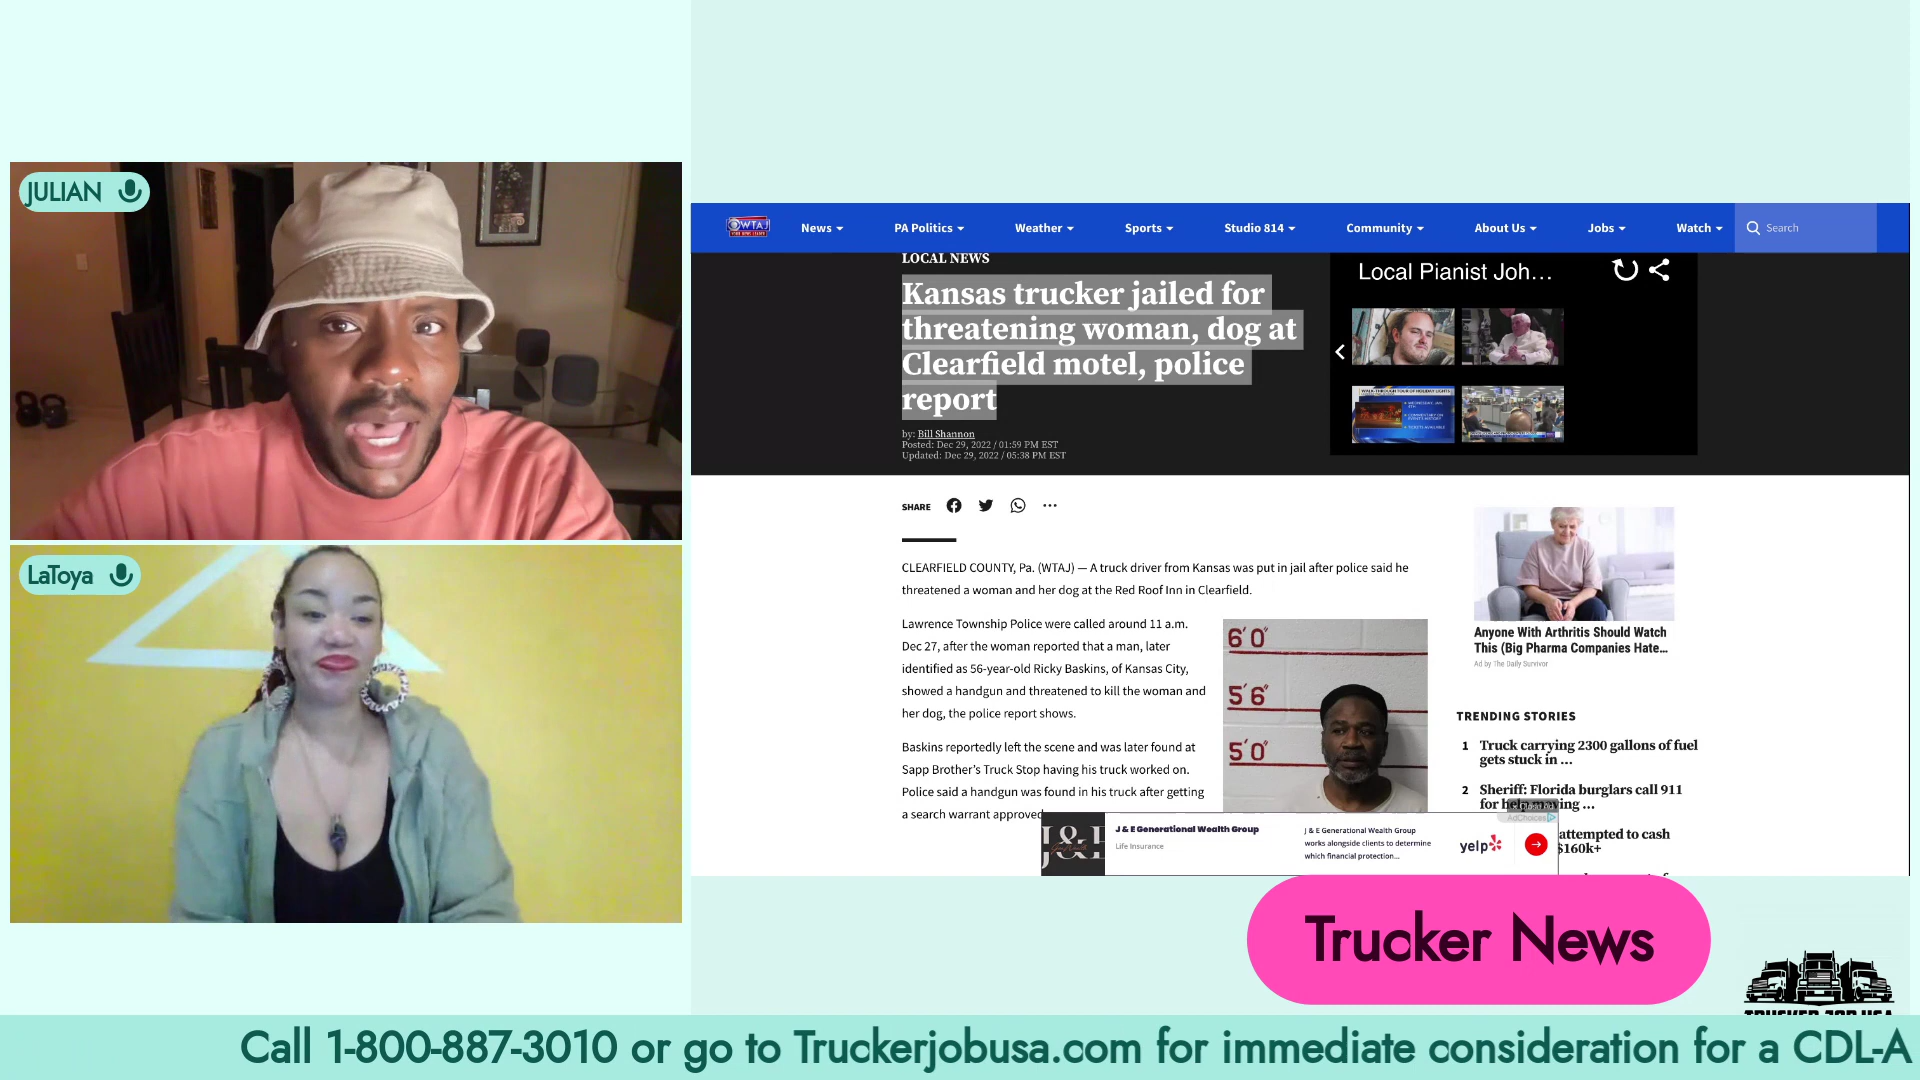 JULIAN
LaToya
WTAJ
News
PA Politics
Weather
Sports
Studio 814
Community
About Us
Jobs
Watch
Search
LOCAL NEWS
Kansas trucker jailed for
threatening woman, dog at
Clearfield motel, police
report
by: Bill Shannon
Posted: Dec 29, 2022 / 01:59 PM EST
Updated: Dec 29, 2022 / 05:38 PM EST
Local Pianist Joh...
SHARE
CLEARFIELD COUNTY, Pa. (WTAJ) — A truck driver from Kansas was put in jail after police said he
threatened a woman and her dog at the Red Roof Inn in Clearfield.
Lawrence Township Police were called around 11 a.m.
Dec 27, after the woman reported that a man, later
identified as 56-year-old Ricky Baskins, of Kansas City,
showed a handgun and threatened to kill the woman and
her dog, the police report shows.
Baskins reportedly left the scene and was later found at
Sapp Brother's Truck Stop having his truck worked on.
Police said a handgun was found in his truck after getting
a search warrant approved
6'0"
5'6"
5'0"
Anyone With Arthritis Should Watch
This (Big Pharma Companies Hate...
Ad by The Daily Survivor
TRENDING STORIES
1 Truck carrying 2300 gallons of fuel
gets stuck in ...
2 Sheriff: Florida burglars call 911
for help moving ...
attempted to cash
$160k+
AdChoices
J&E
J & E Generational Wealth Group
Life Insurance
J & E Generational Wealth Group
works alongside clients to determine
which financial protection...
yelp
Trucker News
TRUCKER JOB USA
Call 1-800-887-3010 or go to Truckerjobusa.com for immediate consideration for a CDL-A